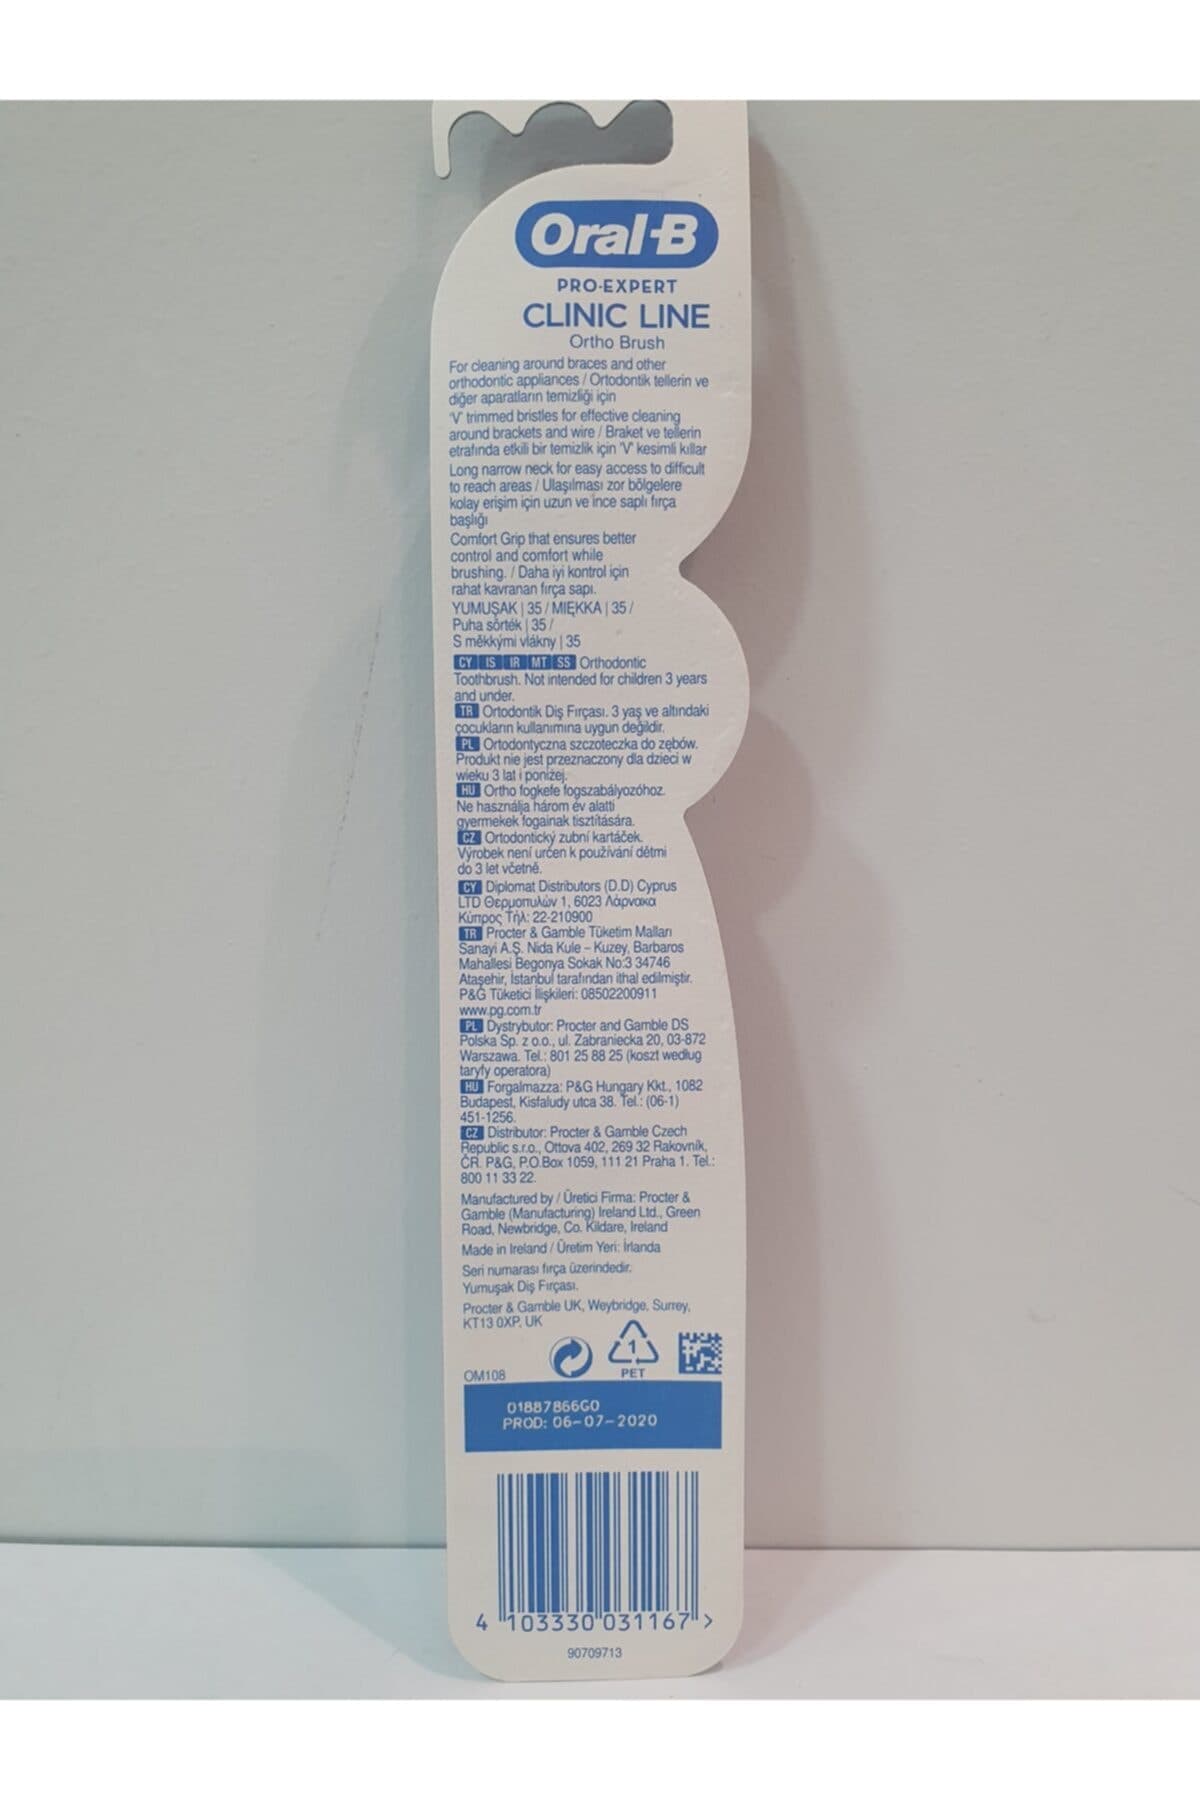 Oral-B
PRO-EXPERT
CLINIC LINE
Ortho Brush
For cleaning around braces and other
orthodontic appliances / Ortodontik tellerin ve
diğer aparatların temizliği için
'V' trimmed bristles for effective cleaning
around brackets and wire / Braket ve tellerin
etrafında etkili bir temizlik için 'V' kesimli kıllar
Long narrow neck for easy access to difficult
to reach areas / Ulaşılması zor bölgelere
kolay erişim için uzun ve ince saplı fırça
başlığı
Comfort Grip that ensures better
control and comfort while
brushing. / Daha iyi kontrol için
rahat kavranan fırça sapı.
YUMUŞAK | 35 / MIĘKKA | 35 /
Puha sörték | 35 /
S měkkými vlákny | 35
CY IS IR MT SS Orthodontic
Toothbrush. Not intended for children 3 years
and under.
TR Ortodontik Diş Fırçası. 3 yaş ve altındaki
çocukların kullanımına uygun değildir.
PL Ortodontyczna szczoteczka do zębów.
Produkt nie jest przeznaczony dla dzieci w
wieku 3 lat i poniżej.
HU Ortho fogkefe fogszabályozóhoz.
Ne használja három év alatti
gyermekek fogainak tisztítására.
CZ Ortodontický zubní kartáček.
Výrobek není určen k používání dětmi
do 3 let včetně.
CY Diplomat Distributors (D.D) Cyprus
LTD Θερμοπυλών 1, 6023 Λάρνακα
Κύπρος Τήλ: 22-210900
TR Procter & Gamble Tüketim Malları
Sanayi A.Ş. Nida Kule – Kuzey, Barbaros
Mahallesi Begonya Sokak No:3 34746
Ataşehir, İstanbul tarafından ithal edilmiştir.
P&G Tüketici İlişkileri: 08502200911
www.pg.com.tr
PL Dystrybutor: Procter and Gamble DS
Polska Sp. z o.o., ul. Zabraniecka 20, 03-872
Warszawa. Tel.: 801 25 88 25 (koszt według
taryfy operatora)
HU Forgalmazza: P&G Hungary Kkt., 1082
Budapest, Kisfaludy utca 38. Tel.: (06-1)
451-1256.
CZ Distributor: Procter & Gamble Czech
Republic s.r.o., Ottova 402, 269 32 Rakovník,
ČR. P&G, P.O.Box 1059, 111 21 Praha 1. Tel.:
800 11 33 22.
Manufactured by / Üretici Firma: Procter &
Gamble (Manufacturing) Ireland Ltd., Green
Road, Newbridge, Co. Kildare, Ireland
Made in Ireland / Üretim Yeri: İrlanda
Seri numarası fırça üzerindedir.
Yumuşak Diş Fırçası.
Procter & Gamble UK, Weybridge, Surrey,
KT13 0XP, UK
1
PET
OM108
01887866G0
PROD: 06-07-2020
4 103330 031167 >
90709713